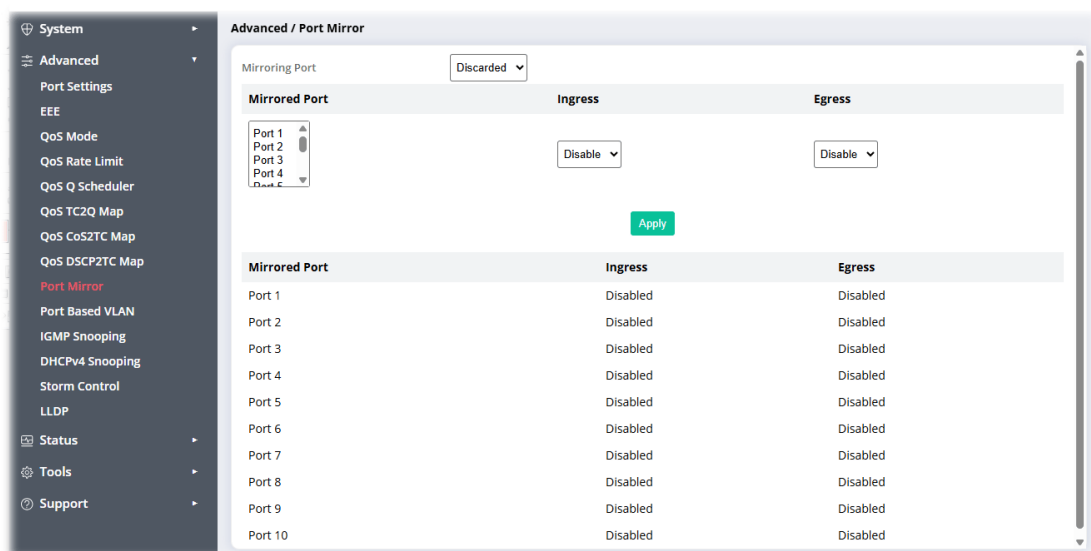 System
Advanced
Port Settings
EEE
QoS Mode
QoS Rate Limit
QoS Q Scheduler
QoS TC2Q Map
QoS CoS2TC Map
QoS DSCP2TC Map
Port Mirror
Port Based VLAN
IGMP Snooping
DHCPv4 Snooping
Storm Control
LLDP
Status
Tools
Support
Advanced / Port Mirror
Mirroring Port Discarded
Mirrored Port Ingress Egress
Port 1
Port 2
Port 3
Port 4
Port 5
Disable Disable
Apply
Mirrored Port Ingress Egress
Port 1 Disabled Disabled
Port 2 Disabled Disabled
Port 3 Disabled Disabled
Port 4 Disabled Disabled
Port 5 Disabled Disabled
Port 6 Disabled Disabled
Port 7 Disabled Disabled
Port 8 Disabled Disabled
Port 9 Disabled Disabled
Port 10 Disabled Disabled